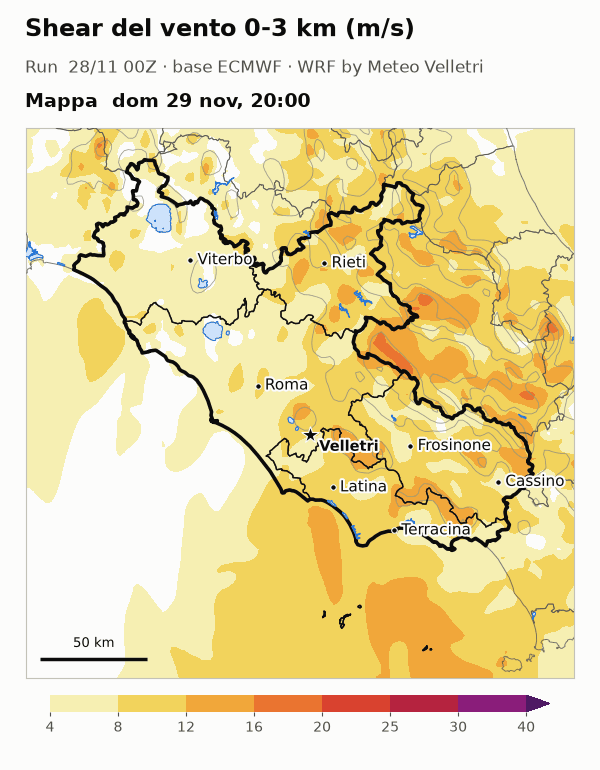 Shear del vento 0-3 km (m/s)
Run  28/11 00Z · base ECMWF · WRF by Meteo Velletri
Mappa  dom 29 nov, 20:00
Viterbo
Rieti
Roma
Velletri
Frosinone
Latina
Cassino
Terracina
50 km
4 8 12 16 20 25 30 40